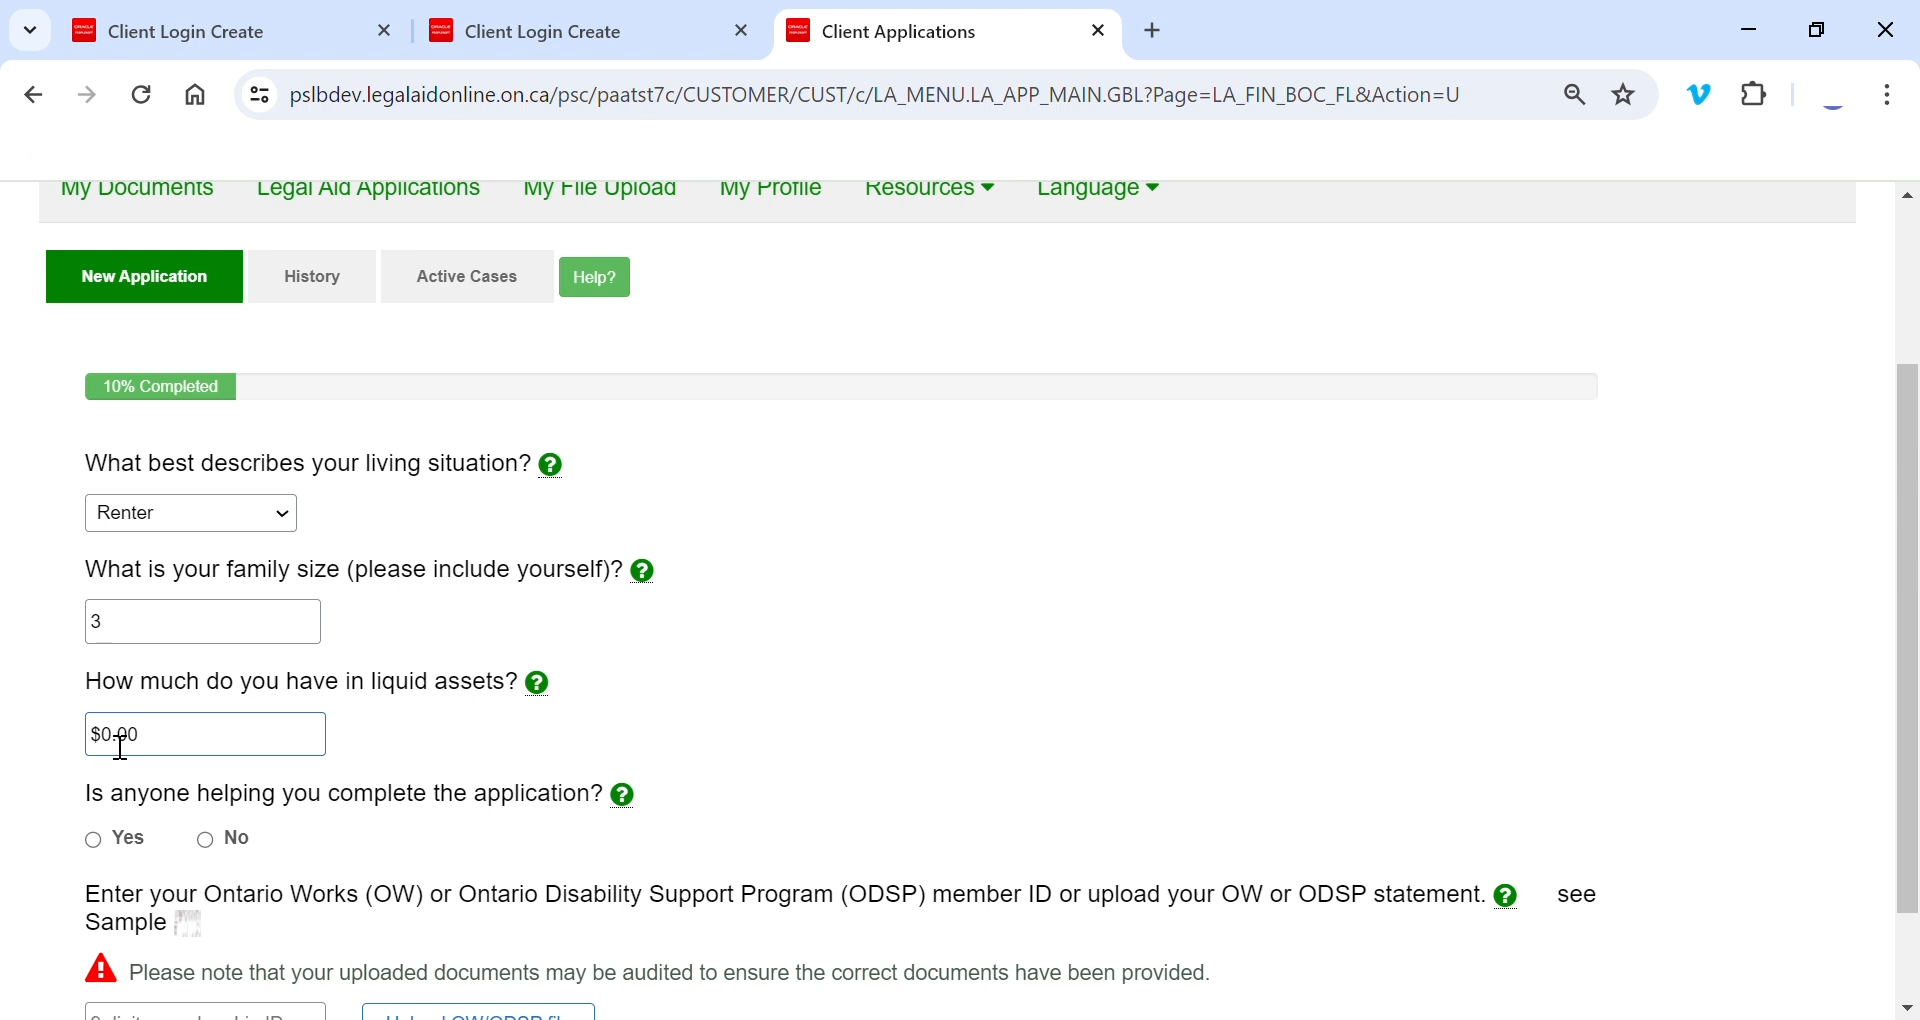 Client Login Create
Client Login Create
Client Applications
pslbdev.legalaidonline.on.ca/psc/paatst7c/CUSTOMER/CUST/c/LA_MENU.LA_APP_MAIN.GBL?Page=LA_FIN_BOC_FL&Action=U
My Documents Legal Aid Applications My File Upload My Profile Resources Language
New Application History Active Cases Help?
10% Completed
What best describes your living situation? ?
Renter
What is your family size (please include yourself)? ?
3
How much do you have in liquid assets? ?
$0.00
Is anyone helping you complete the application? ?
Yes No
Enter your Ontario Works (OW) or Ontario Disability Support Program (ODSP) member ID or upload your OW or ODSP statement. ? see
Sample
Please note that your uploaded documents may be audited to ensure the correct documents have been provided.